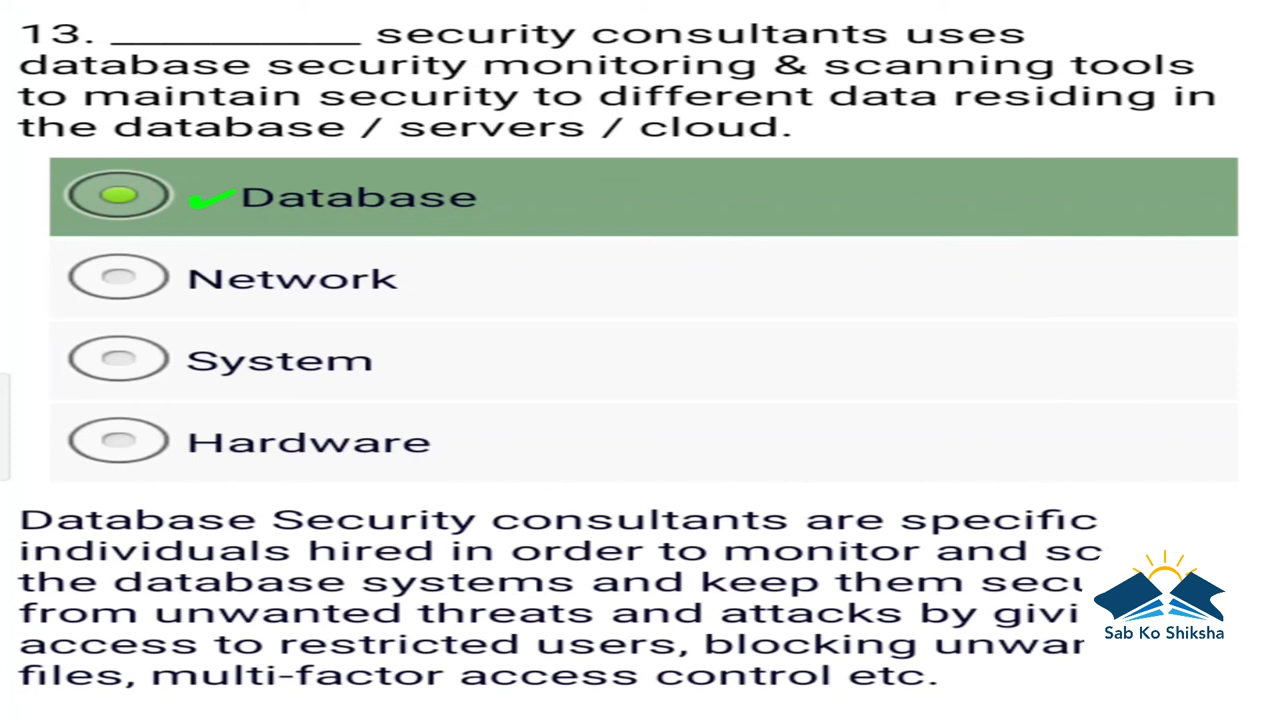 13. __________ security consultants uses
database security monitoring & scanning tools
to maintain security to different data residing in
the database / servers / cloud.
✔Database
Network
System
Hardware
Database Security consultants are specific
individuals hired in order to monitor and
the database systems and keep them
from unwanted threats and attacks by
access to restricted users, blocking
files, multi-factor access control etc.
Sab Ko Shiksha